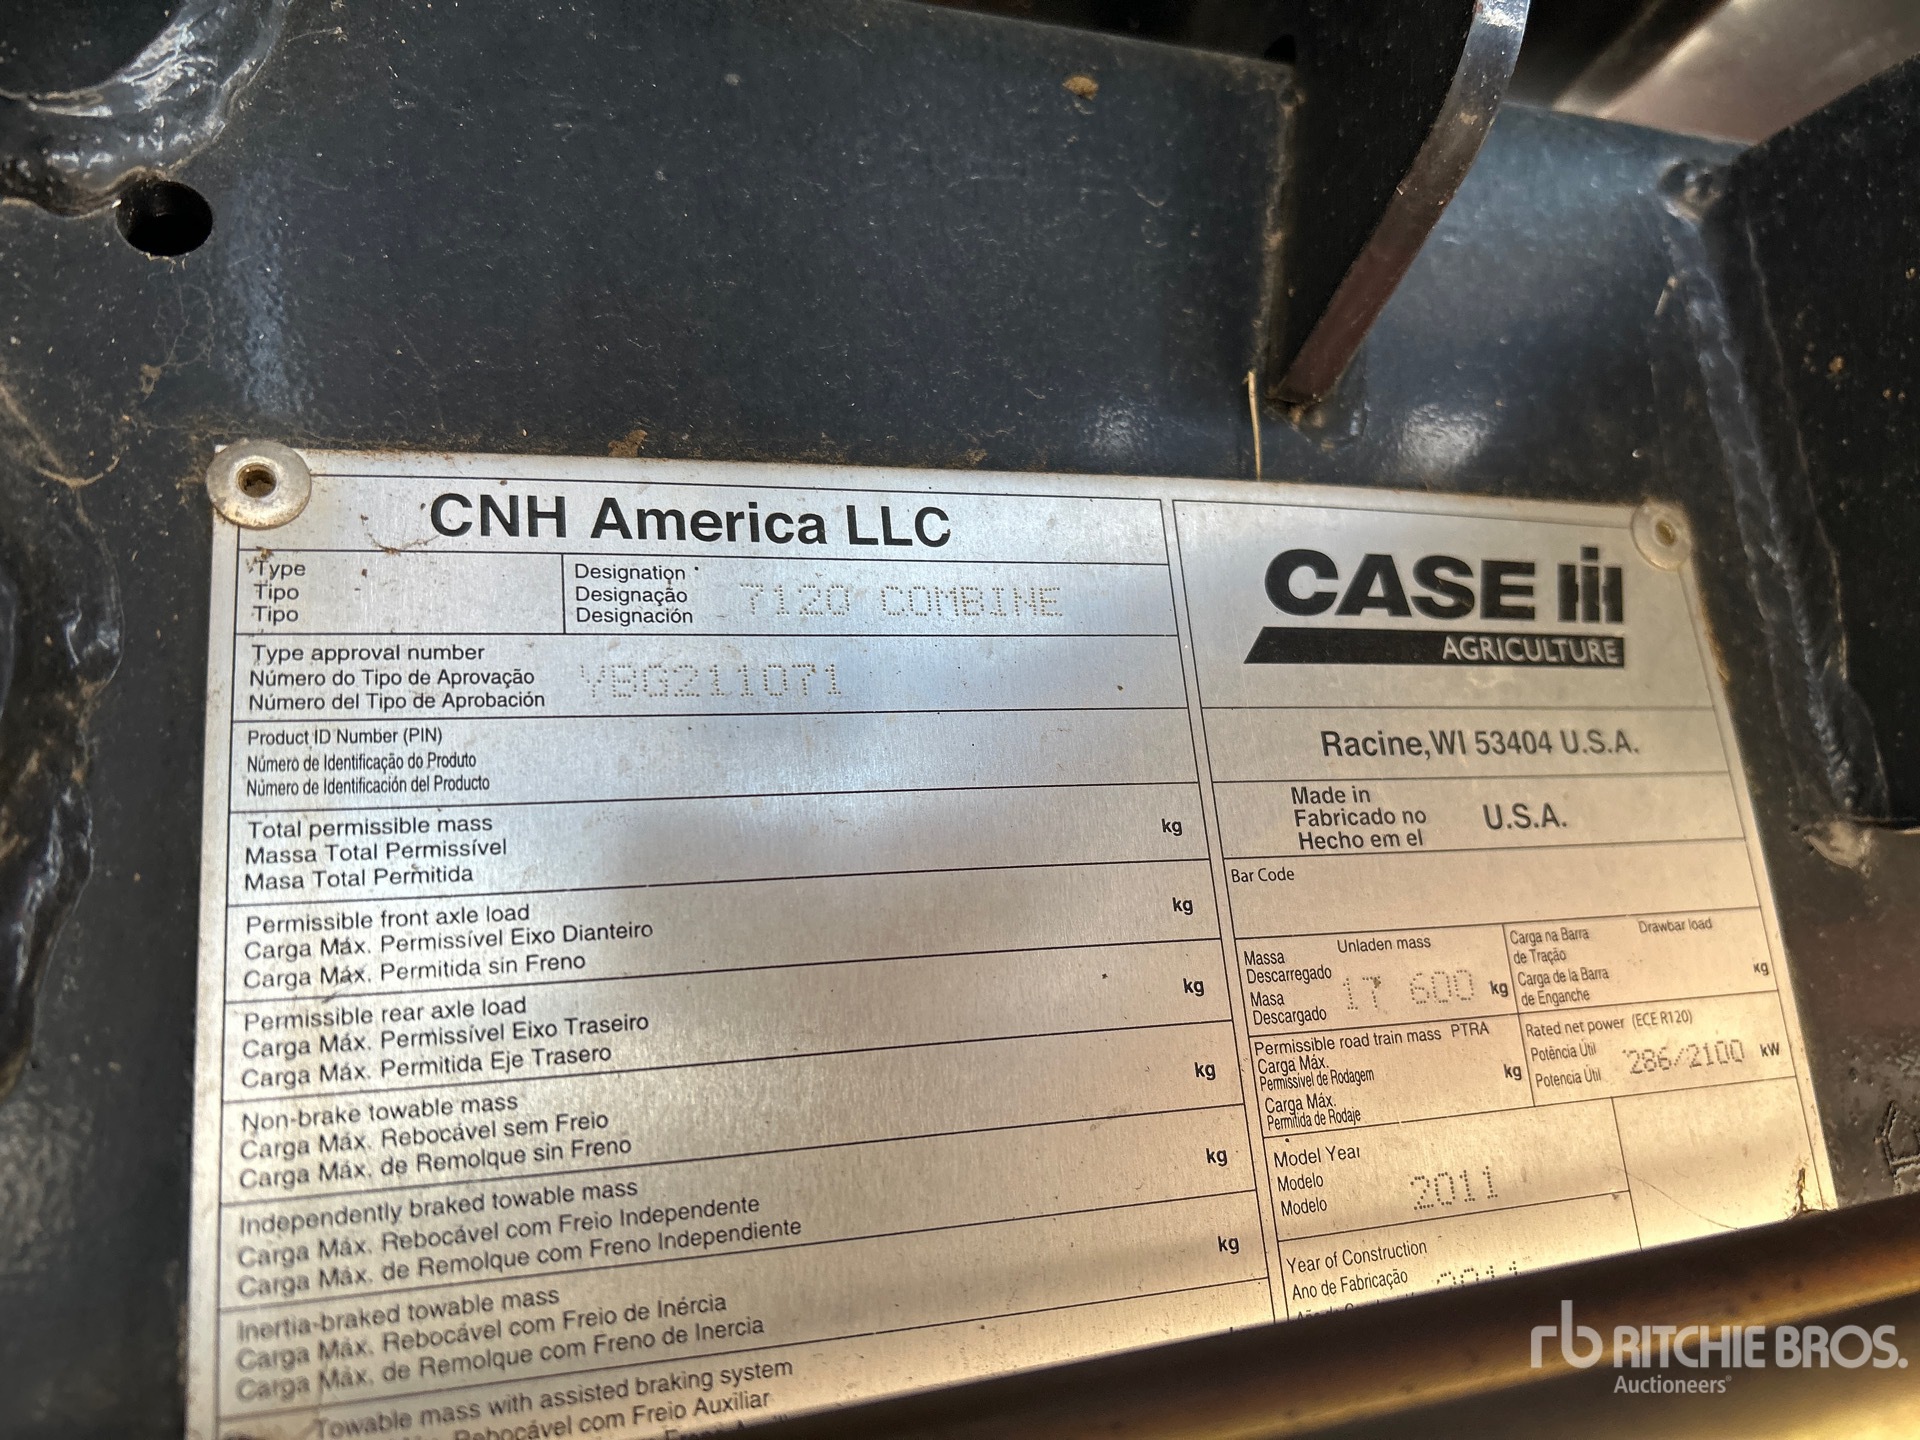 CNH America LLC
Type
Tipo
Tipo
Designation
Designação
Designación
7120 COMBINE
Type approval number
Número do Tipo de Aprovação
Número del Tipo de Aprobación
YBG211071
Product ID Number (PIN)
Número de Identificação do Produto
Número de Identificación del Producto
Total permissible mass
Massa Total Permissível
Masa Total Permitida
kg
Permissible front axle load
Carga Máx. Permissível Eixo Dianteiro
Carga Máx. Permitida sin Freno
kg
Permissible rear axle load
Carga Máx. Permissível Eixo Traseiro
Carga Máx. Permitida Eje Trasero
kg
Non-brake towable mass
Carga Máx. Rebocável sem Freio
Carga Máx. de Remolque sin Freno
kg
Independently braked towable mass
Carga Máx. Rebocável com Freio Independente
Carga Máx. de Remolque com Freno Independiente
kg
Inertia-braked towable mass
Carga Máx. Rebocável com Freio de Inércia
Carga Máx. de Remolque com Freno de Inercia
kg
Towable mass with assisted braking system
Rebocável com Freio Auxiliar
CASE IH
AGRICULTURE
Racine, WI 53404 U.S.A.
Made in
Fabricado no
Hecho em el
U.S.A.
Bar Code
Unladen mass
Massa
Descarregado
Masa
Descargado
17 600 kg
Drawbar load
Carga na Barra
de Tração
Carga de la Barra
de Enganche
kg
Permissible road train mass PTRA
Carga Máx.
Permissível de Rodagem
Carga Máx.
Permitida de Rodaje
kg
Rated net power (ECE R120)
Potência Útil
Potencia Útil
286/2100 kW
Model Year
Modelo
Modelo
2011
Year of Construction
Ano de Fabricação
2011
rb RITCHIE BROS.
Auctioneers